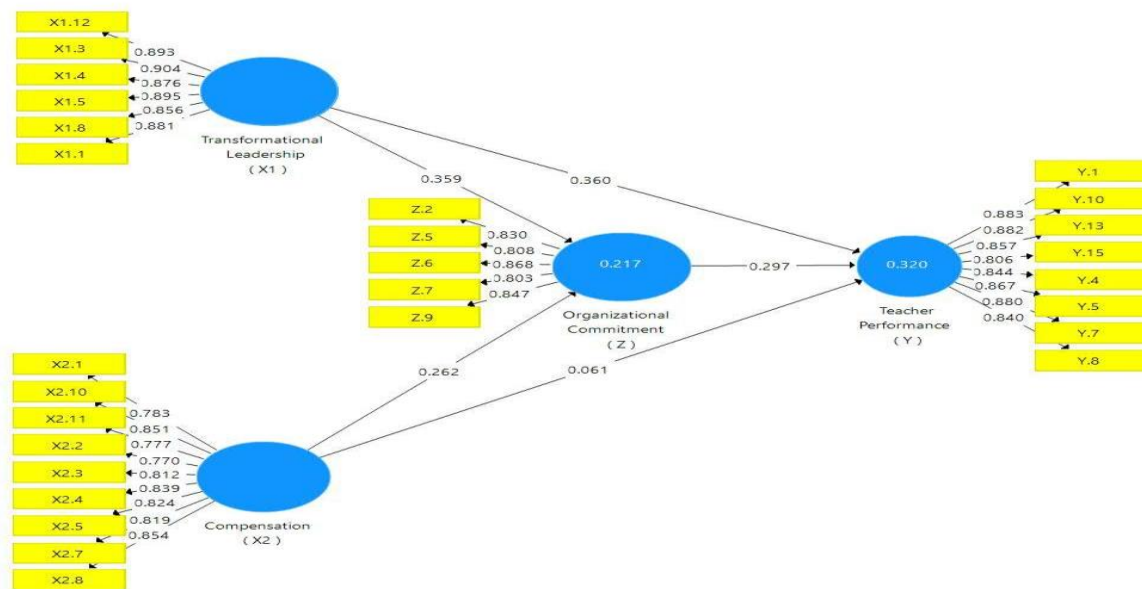 X1.12
X1.3
X1.4
X1.5
X1.8
X1.1
0.893
0.904
0.876
0.895
0.856
0.881
Transformational
Leadership
( X1 )
0.359
0.360
Z.2
Z.5
Z.6
Z.7
Z.9
0.830
0.808
0.868
0.803
0.847
0.217
Organizational
Commitment
( Z )
0.297
0.320
Teacher
Performance
( Y )
0.883
0.882
0.857
0.806
0.844
0.867
0.880
0.840
Y.1
Y.10
Y.13
Y.15
Y.4
Y.5
Y.7
Y.8
0.262
0.061
X2.1
X2.10
X2.11
X2.2
X2.3
X2.4
X2.5
X2.7
X2.8
0.783
0.851
0.777
0.770
0.812
0.839
0.824
0.819
0.854
Compensation
( X2 )